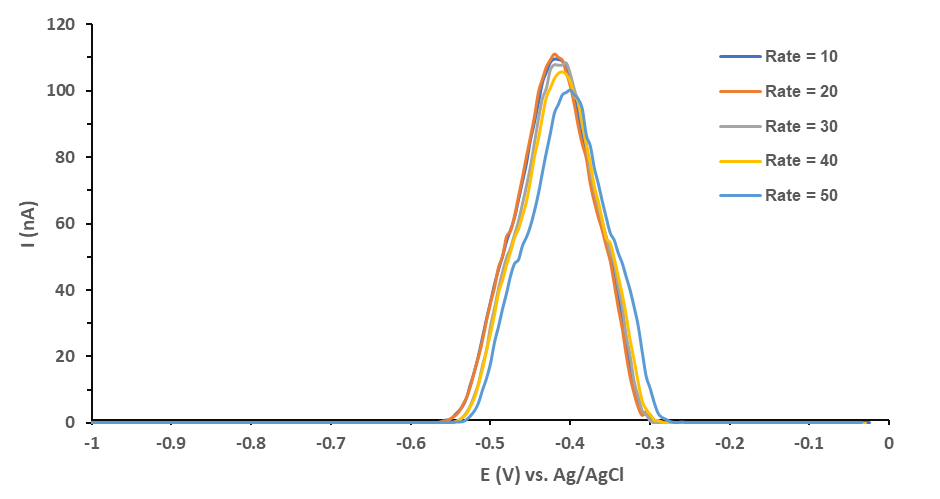 120
100
80
60
40
20
0
I (nA)
Rate = 10
Rate = 20
Rate = 30
Rate = 40
Rate = 50
-1 -0.9 -0.8 -0.7 -0.6 -0.5 -0.4 -0.3 -0.2 -0.1 0
E (V) vs. Ag/AgCl